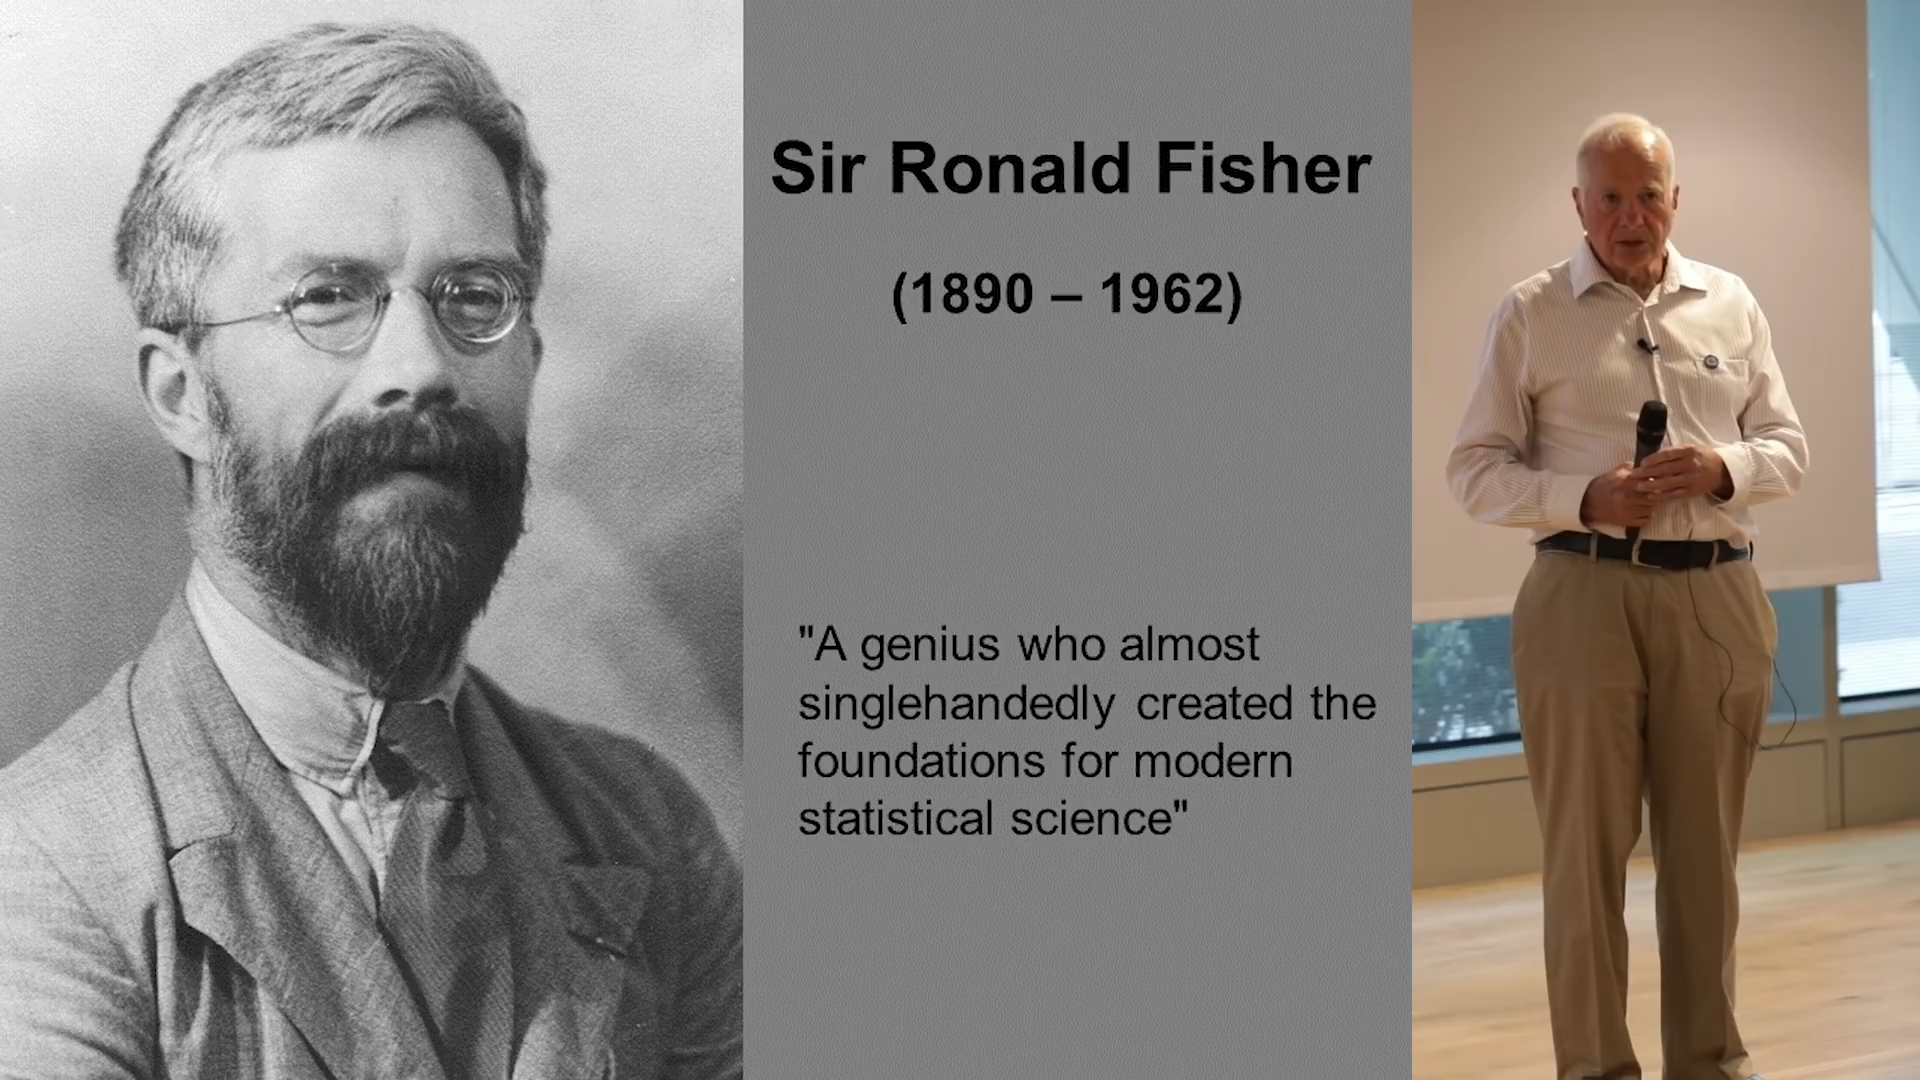 Sir Ronald Fisher
(1890 – 1962)
"A genius who almost
singlehandedly created the
foundations for modern
statistical science"